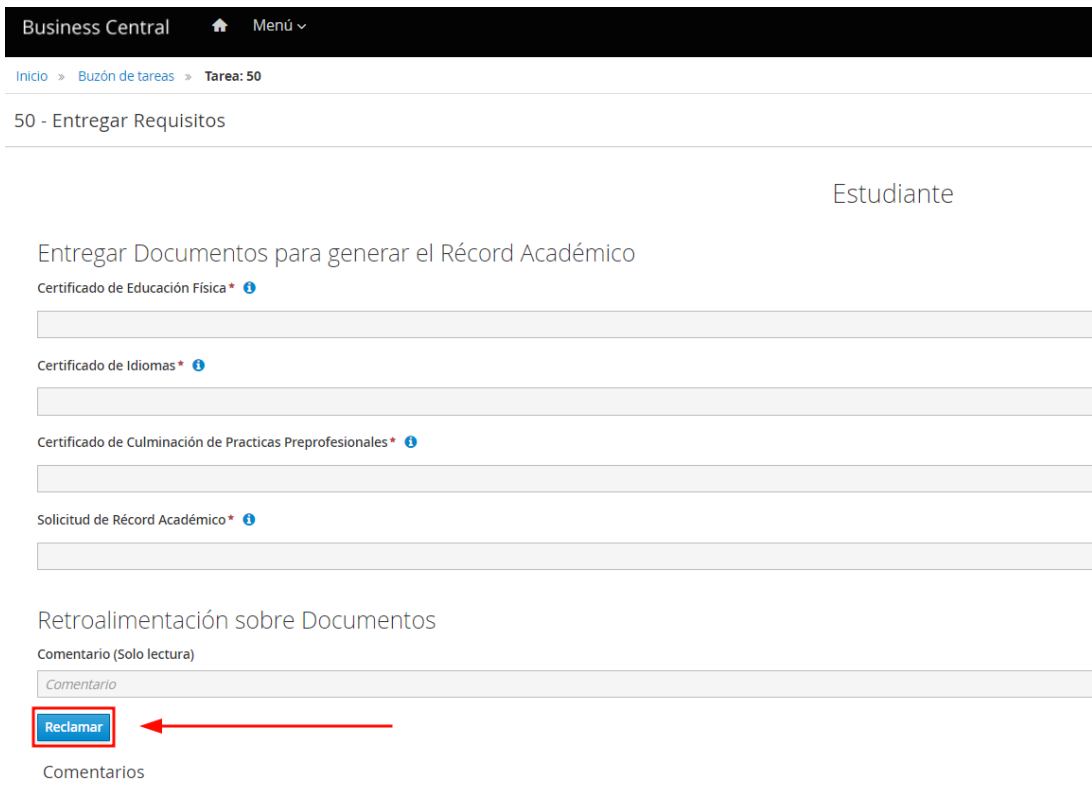 Business Central Menú
Inicio » Buzón de tareas » Tarea: 50
50 - Entregar Requisitos
Estudiante
Entregar Documentos para generar el Récord Académico
Certificado de Educación Física *
Certificado de Idiomas *
Certificado de Culminación de Practicas Preprofesionales *
Solicitud de Récord Académico *
Retroalimentación sobre Documentos
Comentario (Solo lectura)
Comentario
Reclamar
Comentarios